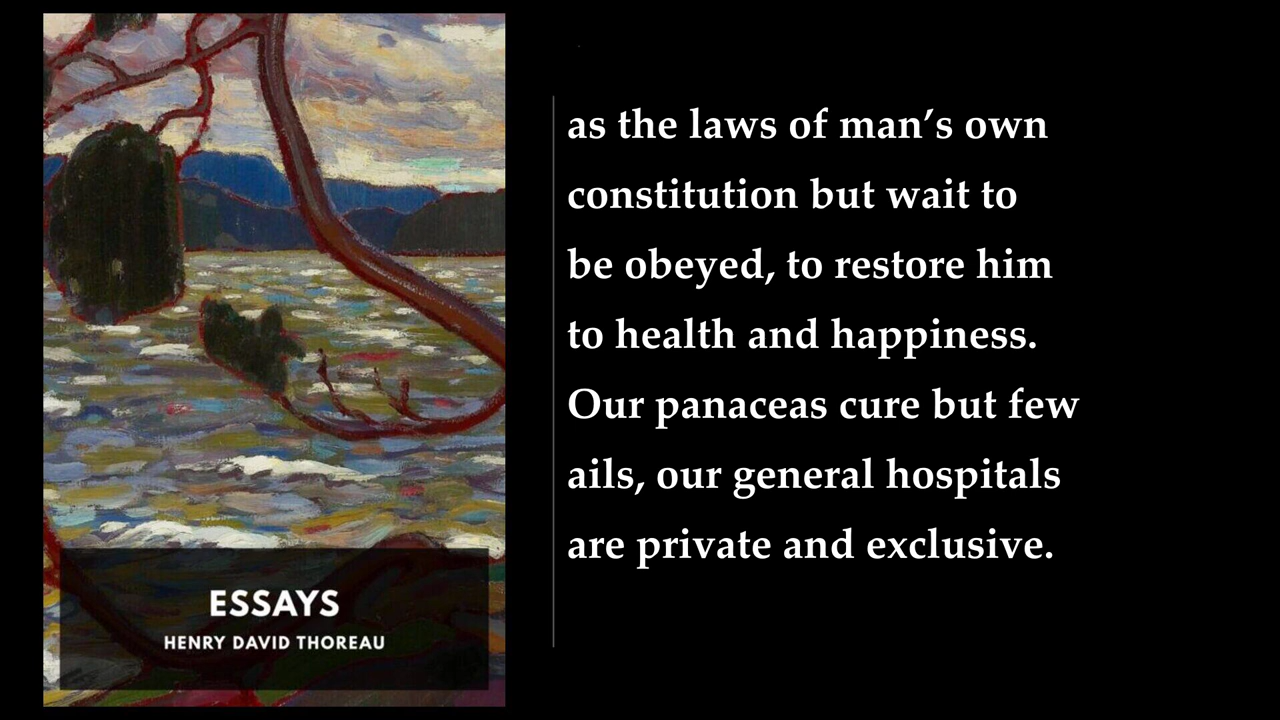 ESSAYS
HENRY DAVID THOREAU
as the laws of man’s own
constitution but wait to
be obeyed, to restore him
to health and happiness.
Our panaceas cure but few
ails, our general hospitals
are private and exclusive.